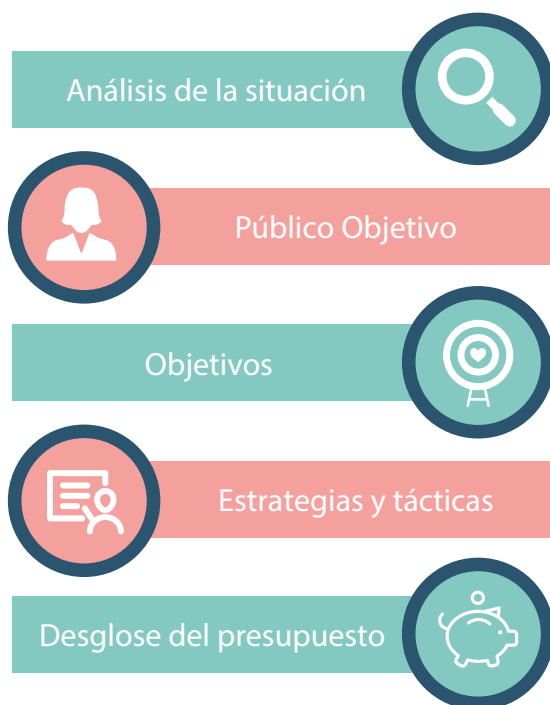 Análisis de la situación
Público Objetivo
Objetivos
Estrategias y tácticas
Desglose del presupuesto